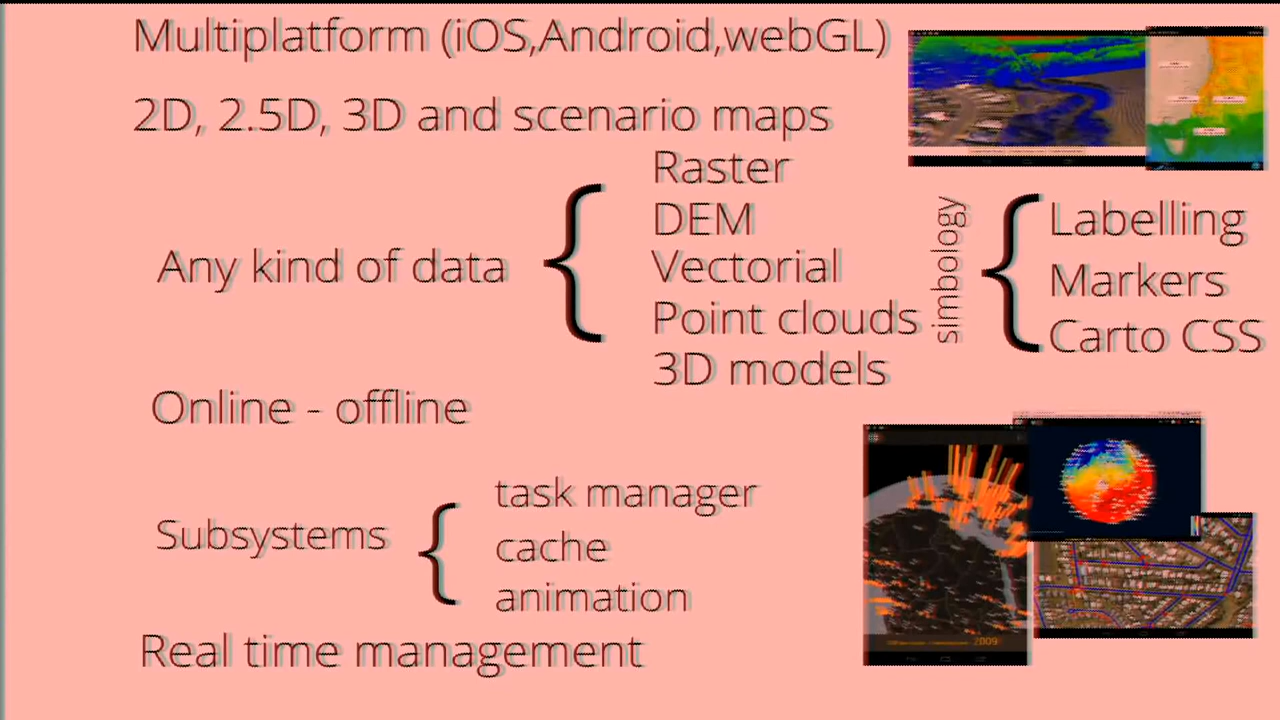 Multiplatform (iOS,Android,webGL)
2D, 2.5D, 3D and scenario maps
Any kind of data
Raster
DEM
Vectorial
Point clouds
3D models
Simbology
Labelling
Markers
Carto CSS
Online - offline
Subsystems
task manager
cache
animation
Real time management
2009